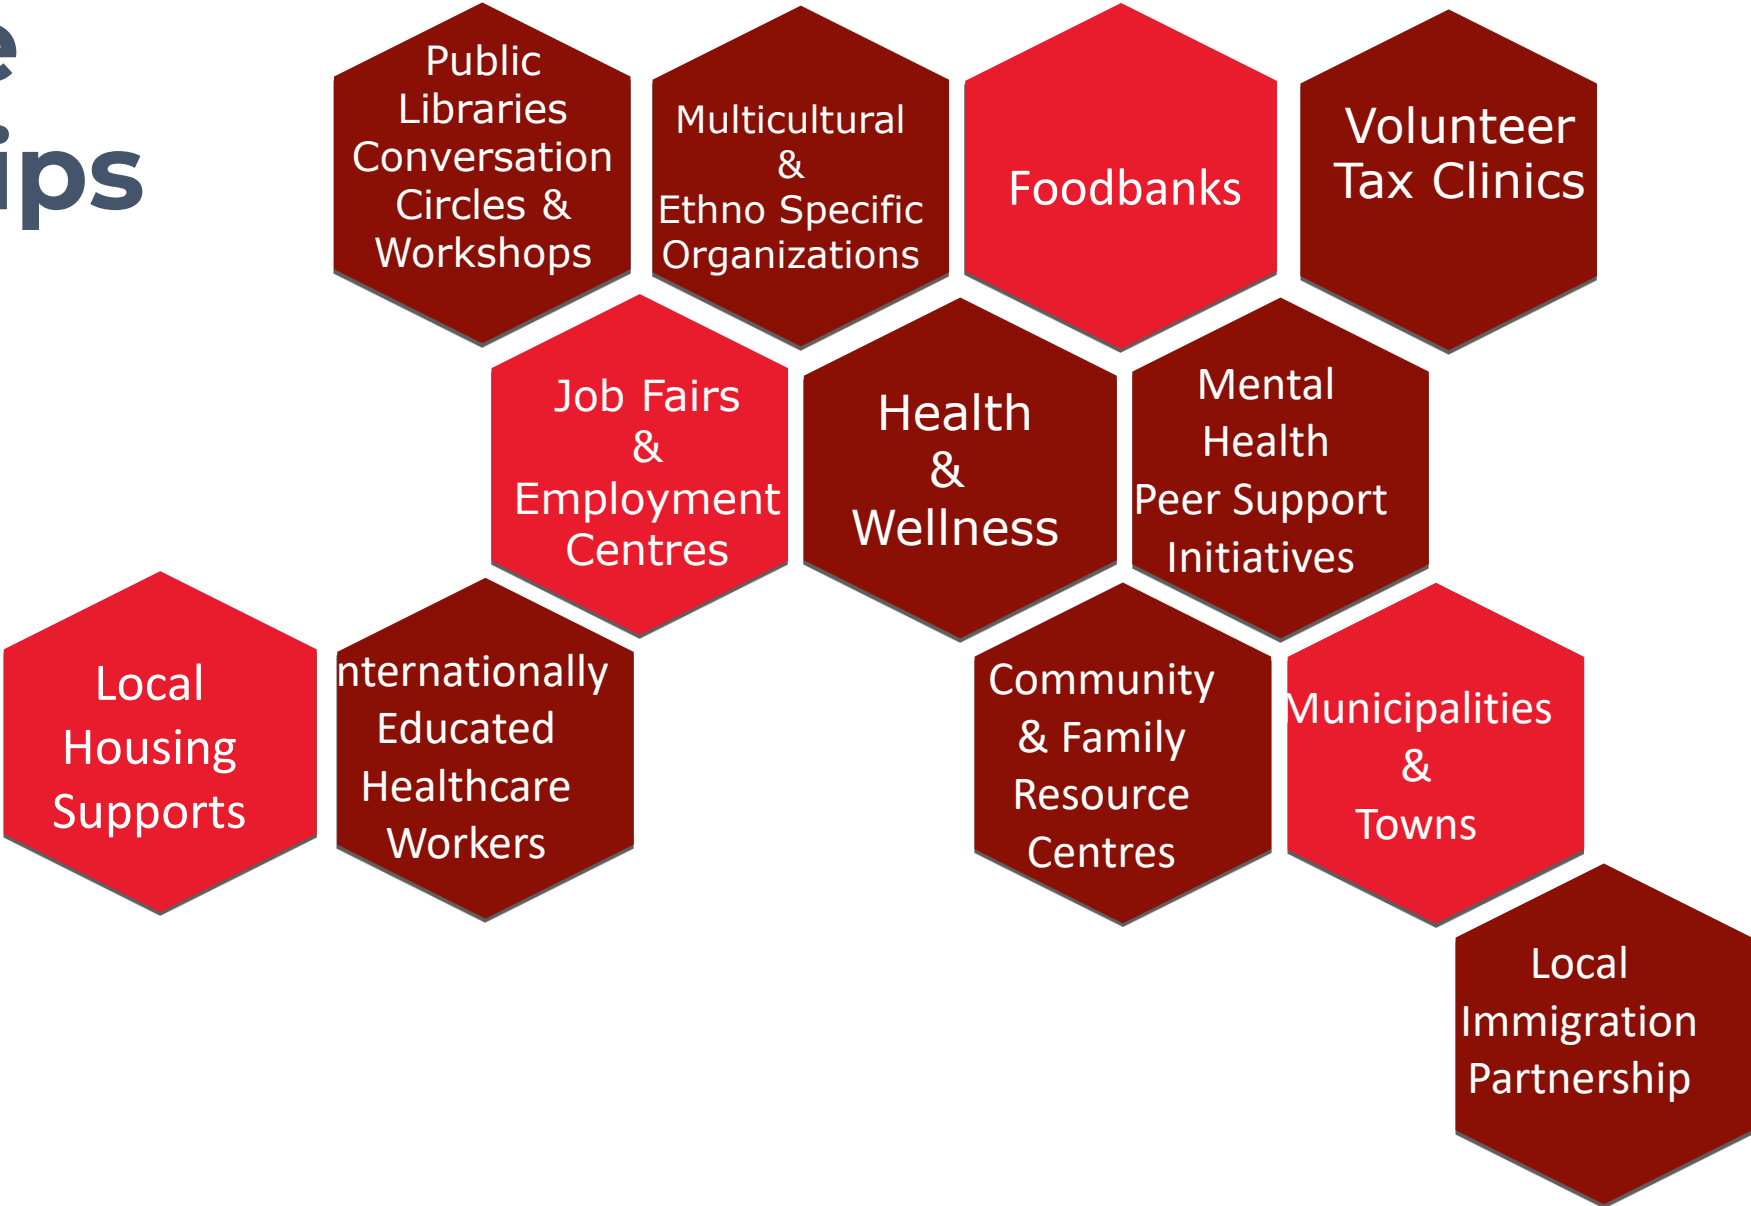 e
ips
Public
Libraries
Conversation
Circles &
Workshops
Multicultural
&
Ethno Specific
Organizations
Foodbanks
Volunteer
Tax Clinics
Job Fairs
&
Employment
Centres
Health
&
Wellness
Mental
Health
Peer Support
Initiatives
Local
Housing
Supports
nternationally
Educated
Healthcare
Workers
Community
& Family
Resource
Centres
Municipalities
&
Towns
Local
Immigration
Partnership